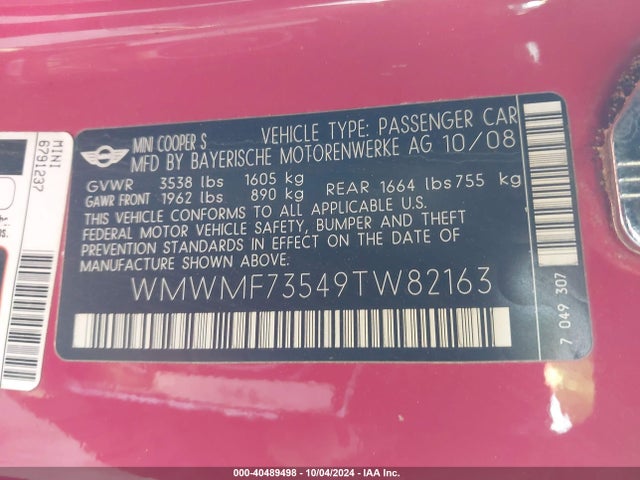 MINI COOPER S VEHICLE TYPE: PASSENGER CAR
MFD BY BAYERISCHE MOTORENWERKE AG 10/08
GVWR 3538 lbs 1605 kg
GAWR FRONT 1962 lbs 890 kg REAR 1664 lbs 755 kg
THIS VEHICLE CONFORMS TO ALL APPLICABLE U.S.
FEDERAL MOTOR VEHICLE SAFETY, BUMPER AND THEFT
PREVENTION STANDARDS IN EFFECT ON THE DATE OF
MANUFACTURE SHOWN ABOVE:
WMWMF73549TW82163
7 049 307
MINI
6791237
000-40489498 - 10/04/2024 - IAA Inc.